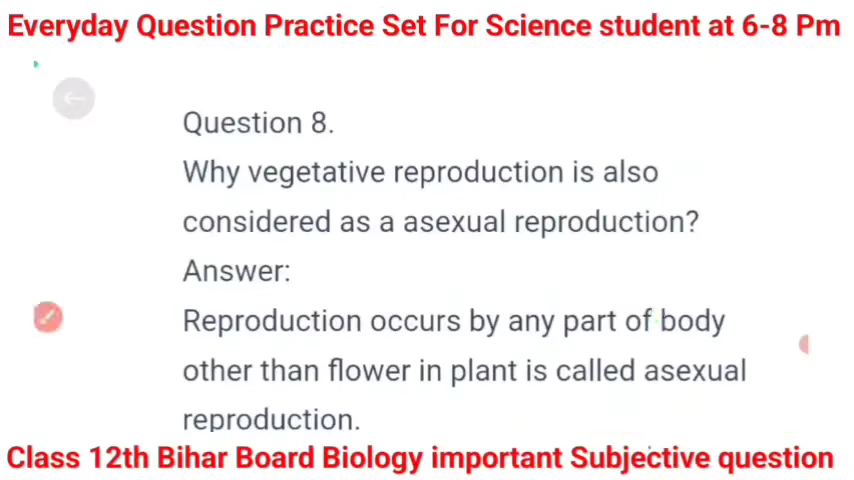 Everyday Question Practice Set For Science student at 6-8 Pm
Question 8.
Why vegetative reproduction is also
considered as a asexual reproduction?
Answer:
Reproduction occurs by any part of body
other than flower in plant is called asexual
reproduction.
Class 12th Bihar Board Biology important Subjective question